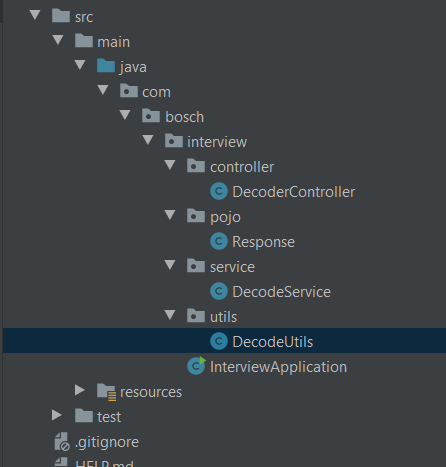 src
main
java
com
bosch
interview
controller
DecoderController
pojo
Response
service
DecodeService
utils
DecodeUtils
InterviewApplication
resources
test
.gitignore
HELP.md